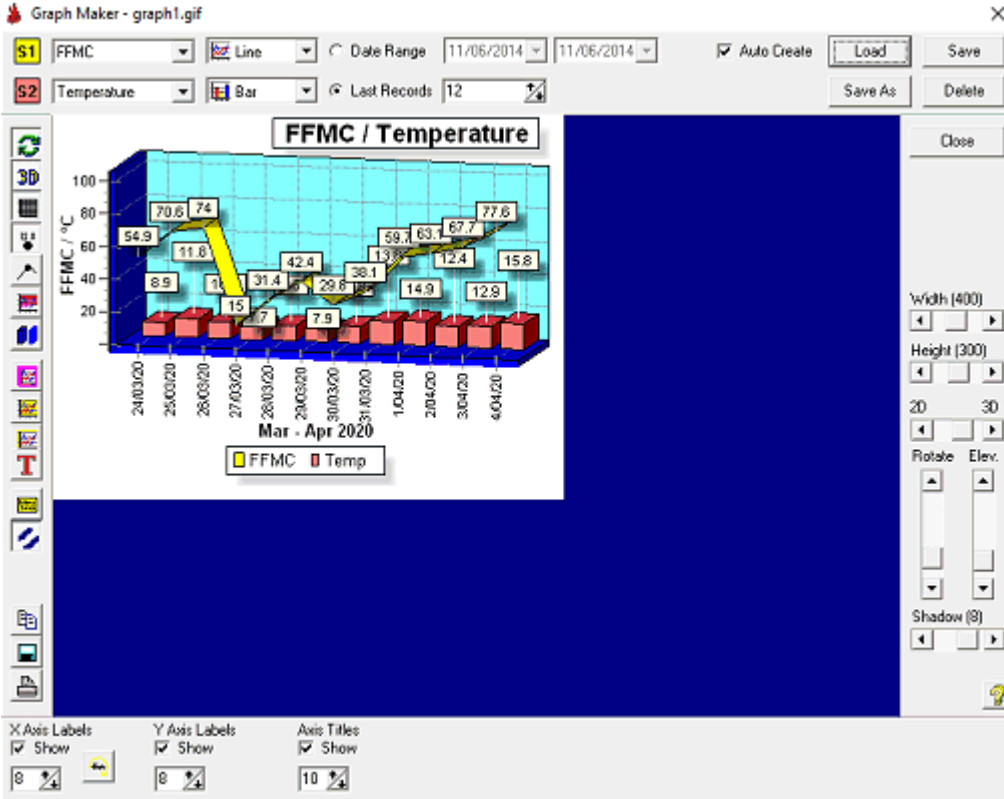 Graph Maker - graph1.gif
S1 FFMC Line Date Range 11/06/2014 11/06/2014 Auto Create Load Save
S2 Temperature Bar Last Records 12 Save As Delete
Close
3D
T
FFMC / Temperature
FFMC / ºC
100
80
60
40
20
54.9
70.6
74
15
31.4
42.4
29.6
38.1
59.7
63.1
67.7
77.6
8.9
11.8
7.9
14.9
12.4
12.9
15.8
24/03/20
25/03/20
26/03/20
27/03/20
28/03/20
29/03/20
30/03/20
31/03/20
1/04/20
2/04/20
3/04/20
4/04/20
Mar - Apr 2020
FFMC Temp
Width (400)
Height (300)
2D 3D
Rotate Elev.
Shadow (8)
X Axis Labels Y Axis Labels Axis Titles
Show Show Show
8 8 10